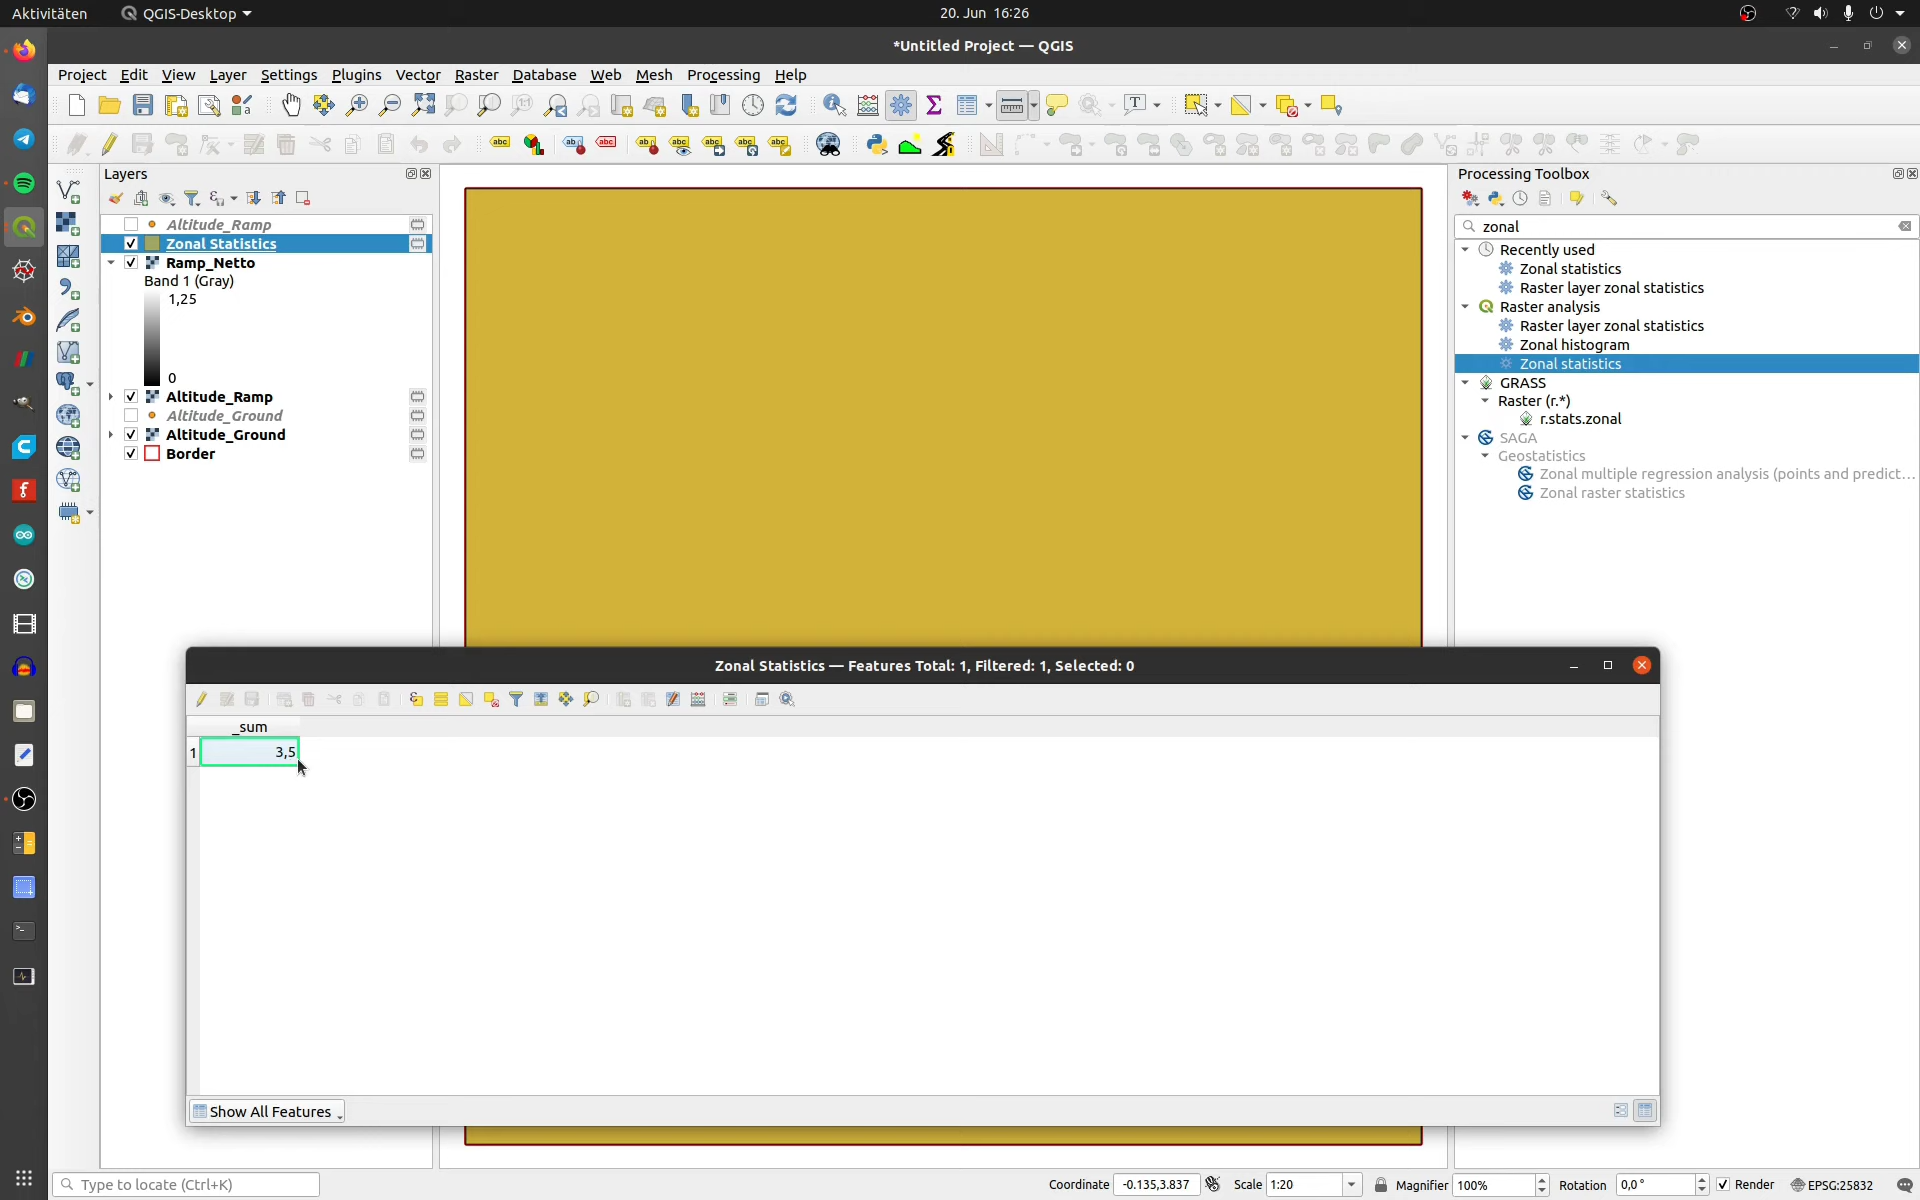 Aktivitäten QGIS-Desktop 20. Jun 16:26
*Untitled Project — QGIS
Project Edit View Layer Settings Plugins Vector Raster Database Web Mesh Processing Help
Layers
Altitude_Ramp
Zonal Statistics
Ramp_Netto
Band 1 (Gray)
1,25
0
Altitude_Ramp
Altitude_Ground
Altitude_Ground
Border
Processing Toolbox
zonal
Recently used
Zonal statistics
Raster layer zonal statistics
Raster analysis
Raster layer zonal statistics
Zonal histogram
Zonal statistics
GRASS
Raster (r.*)
r.stats.zonal
SAGA
Geostatistics
Zonal multiple regression analysis (points and predict...
Zonal raster statistics
Zonal Statistics — Features Total: 1, Filtered: 1, Selected: 0
_sum
1 3,5
Show All Features
Type to locate (Ctrl+K) Coordinate -0.135,3.837 Scale 1:20 Magnifier 100% Rotation 0,0 ° Render EPSG:25832